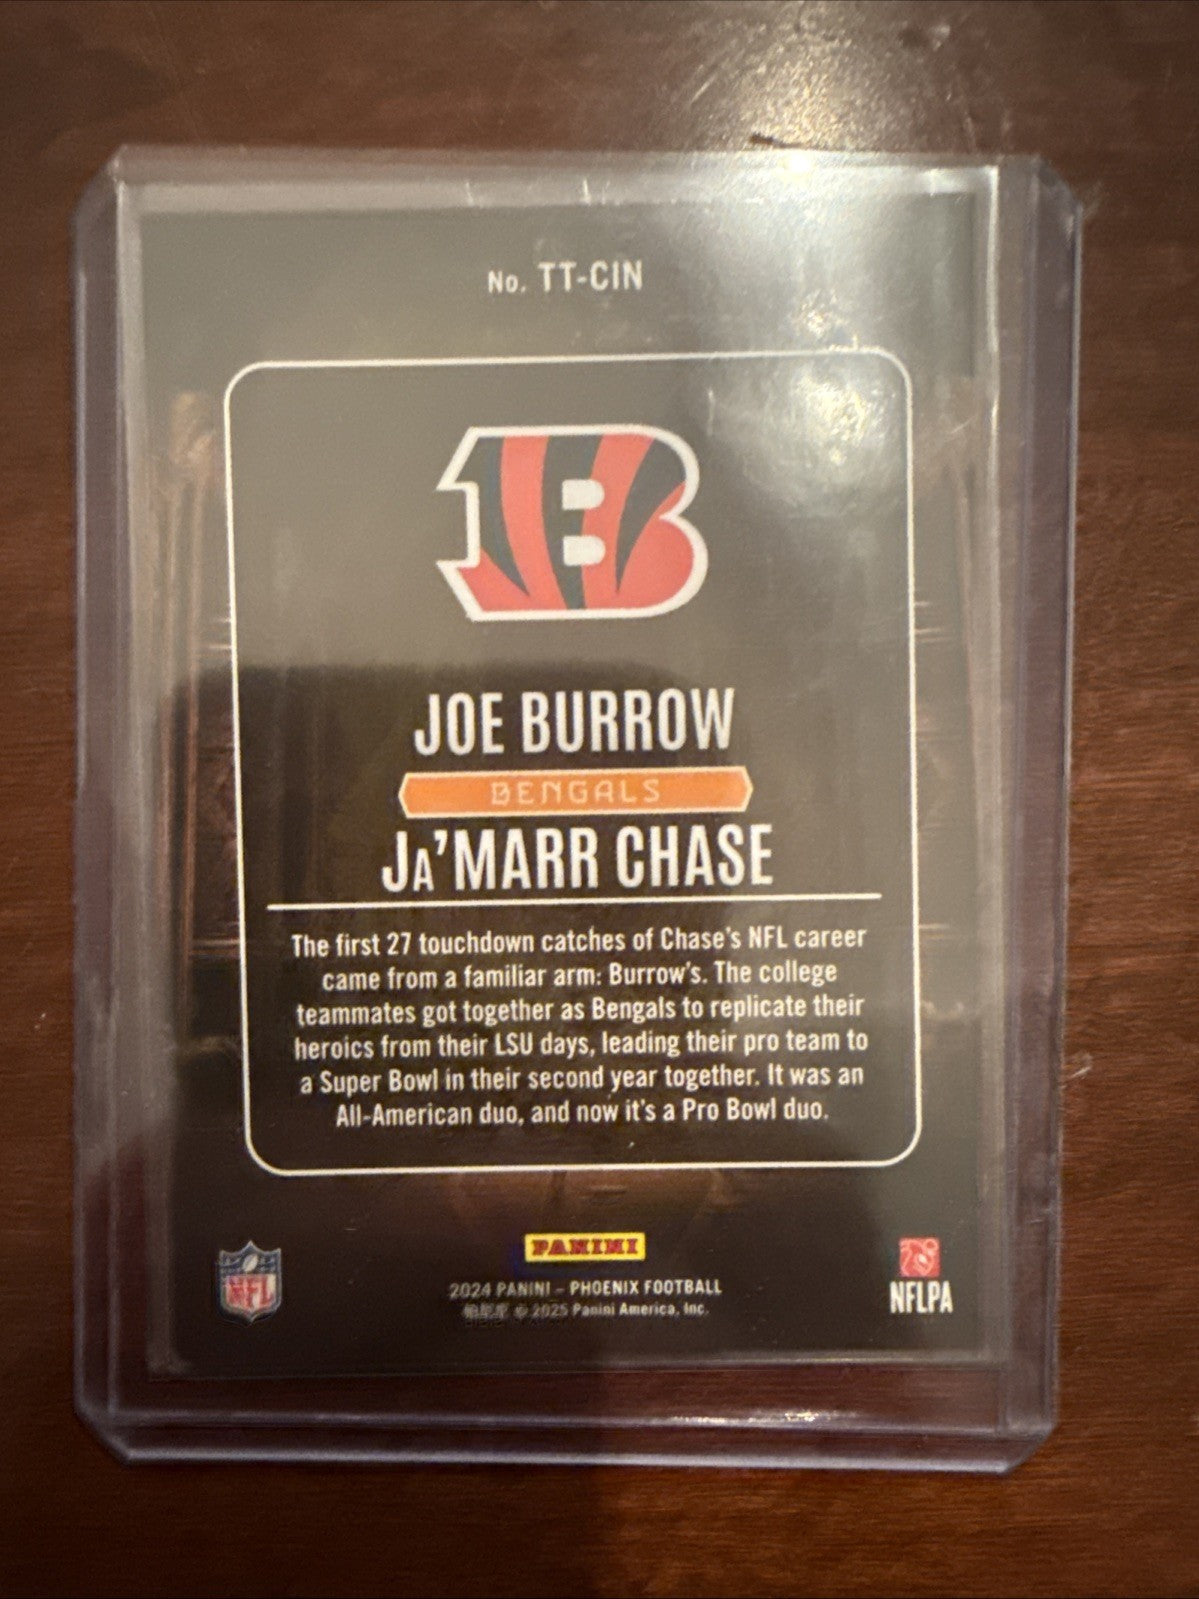 No. TT-CIN
JOE BURROW
BENGALS
JA'MARR CHASE
The first 27 touchdown catches of Chase's NFL career
came from a familiar arm: Burrow's. The college
teammates got together as Bengals to replicate their
heroics from their LSU days, leading their pro team to
a Super Bowl in their second year together. It was an
All-American duo, and now it's a Pro Bowl duo.
NFL
PANINI
2024 PANINI – PHOENIX FOOTBALL
© 2025 Panini America, Inc.
NFLPA